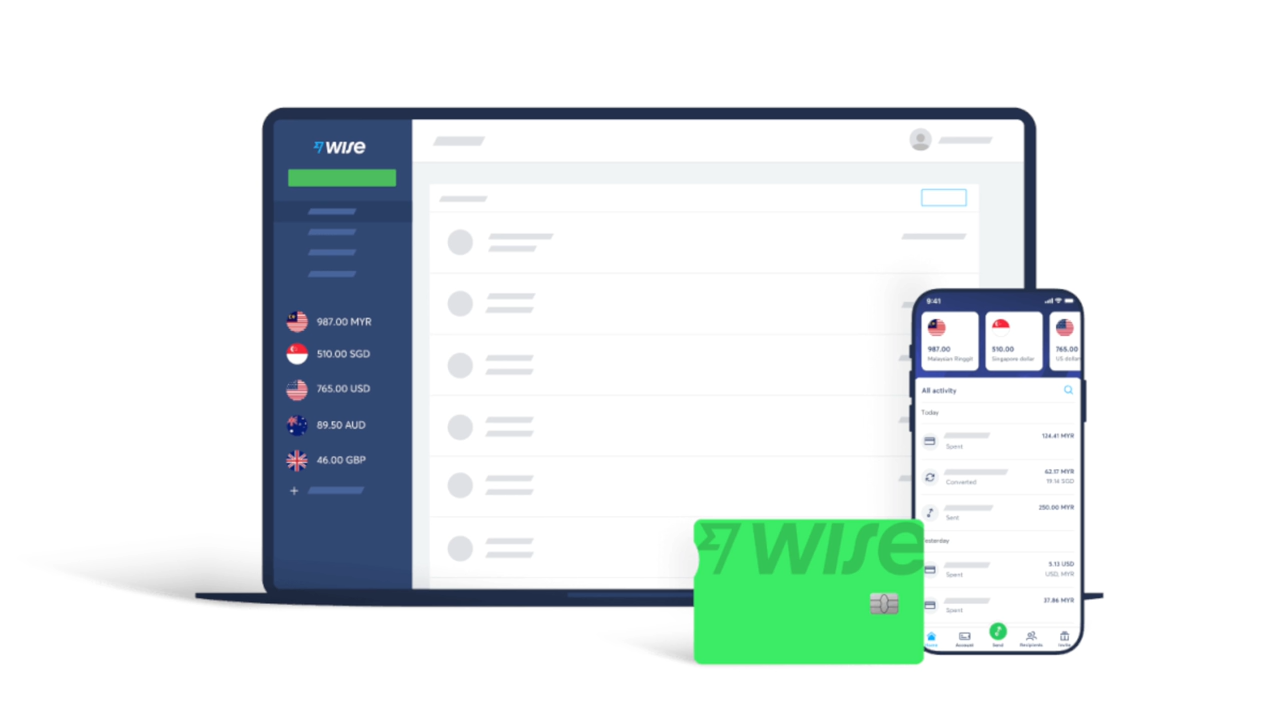 wise
987.00 MYR
510.00 SGD
765.00 USD
89.50 AUD
46.00 GBP
+
9:41
987.00
Malaysian Ringgit
510.00
Singapore dollar
765.00
US dollar
All activity
Today
124.41 MYR
Spent
62.17 MYR
Converted 19.14 SGD
250.00 MYR
Sent
Yesterday
5.13 USD
Spent USD, MYR
37.86 MYR
Spent
Home Account Send Recipients Invite
wise